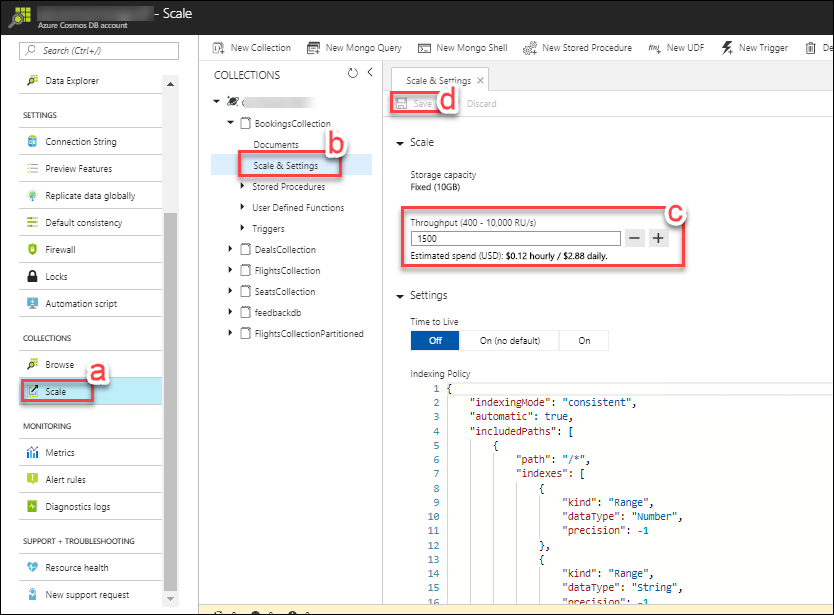 - Scale
Azure Cosmos DB account
Search (Ctrl+/)
Data Explorer
SETTINGS
Connection String
Preview Features
Replicate data globally
Default consistency
Firewall
Locks
Automation script
COLLECTIONS
Browse
a
Scale
MONITORING
Metrics
Alert rules
Diagnostics logs
SUPPORT + TROUBLESHOOTING
Resource health
New support request
New Collection
New Mongo Query
New Mongo Shell
New Stored Procedure
New UDF
New Trigger
De
COLLECTIONS
BookingsCollection
Documents
b
Scale & Settings
Stored Procedures
User Defined Functions
Triggers
DealsCollection
FlightsCollection
SeatsCollection
feedbackdb
FlightsCollectionPartitioned
Scale & Settings
Save
d
Discard
Scale
Storage capacity
Fixed (10GB)
c
Throughput (400 - 10,000 RU/s)
1500
Estimated spend (USD): $0.12 hourly / $2.88 daily.
Settings
Time to Live
Off
On (no default)
On
Indexing Policy
1 {
2 "indexingMode": "consistent",
3 "automatic": true,
4 "includedPaths": [
5 {
6 "path": "/*",
7 "indexes": [
8 {
9 "kind": "Range",
10 "dataType": "Number",
11 "precision": -1
12 },
13 {
14 "kind": "Range",
15 "dataType": "String",
16 "precision": -1